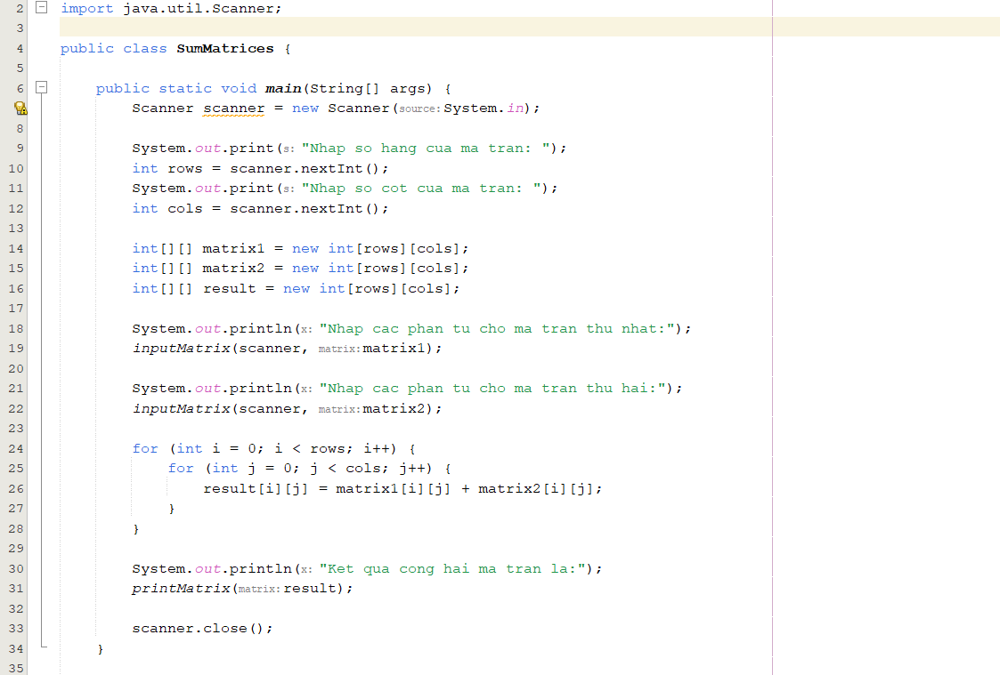 2 import java.util.Scanner;
3
4 public class SumMatrices {
5
6 public static void main(String[] args) {
Scanner scanner = new Scanner(source: System.in);
8
9 System.out.print(s: "Nhap so hang cua ma tran: ");
10 int rows = scanner.nextInt();
11 System.out.print(s: "Nhap so cot cua ma tran: ");
12 int cols = scanner.nextInt();
13
14 int[][] matrix1 = new int[rows][cols];
15 int[][] matrix2 = new int[rows][cols];
16 int[][] result = new int[rows][cols];
17
18 System.out.println(x: "Nhap cac phan tu cho ma tran thu nhat:");
19 inputMatrix(scanner, matrix: matrix1);
20
21 System.out.println(x: "Nhap cac phan tu cho ma tran thu hai:");
22 inputMatrix(scanner, matrix: matrix2);
23
24 for (int i = 0; i < rows; i++) {
25 for (int j = 0; j < cols; j++) {
26 result[i][j] = matrix1[i][j] + matrix2[i][j];
27 }
28 }
29
30 System.out.println(x: "Ket qua cong hai ma tran la:");
31 printMatrix(matrix: result);
32
33 scanner.close();
34 }
35